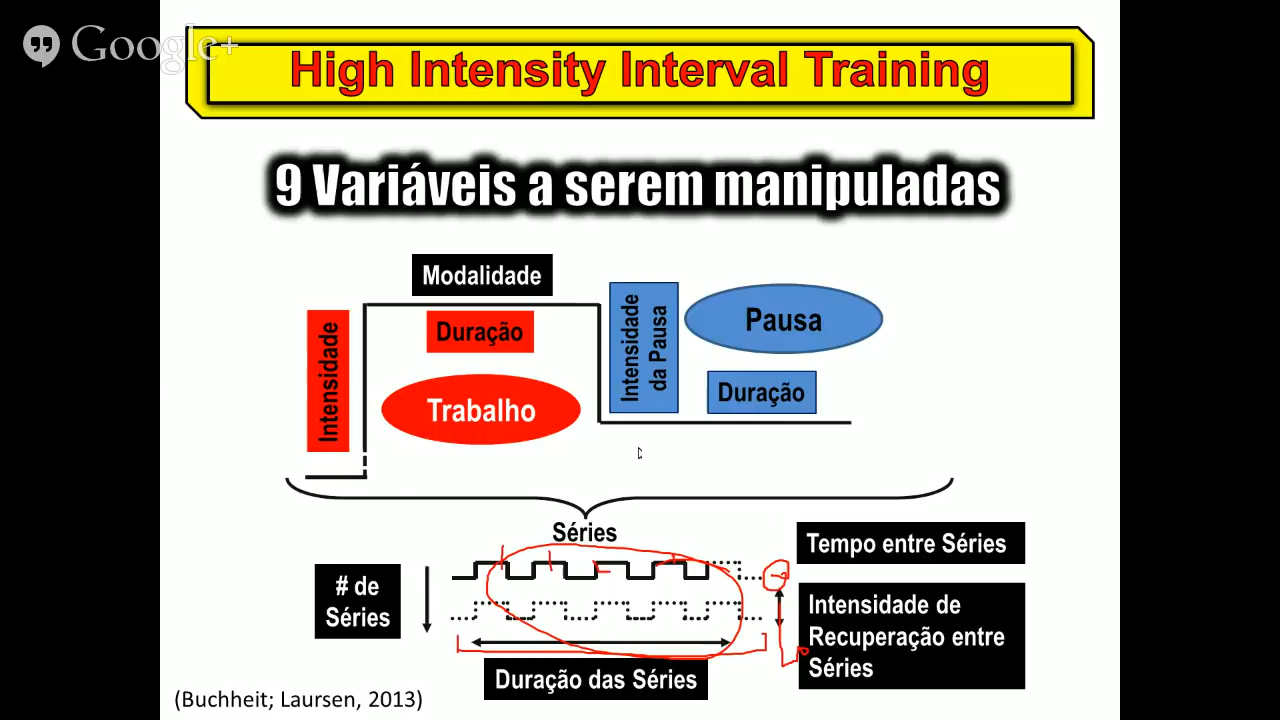 Google+
High Intensity Interval Training
9 Variáveis a serem manipuladas
Modalidade
Intensidade
Duração
Trabalho
Intensidade
da Pausa
Pausa
Duração
Séries
# de
Séries
Tempo entre Séries
Intensidade de
Recuperação entre
Séries
Duração das Séries
(Buchheit; Laursen, 2013)